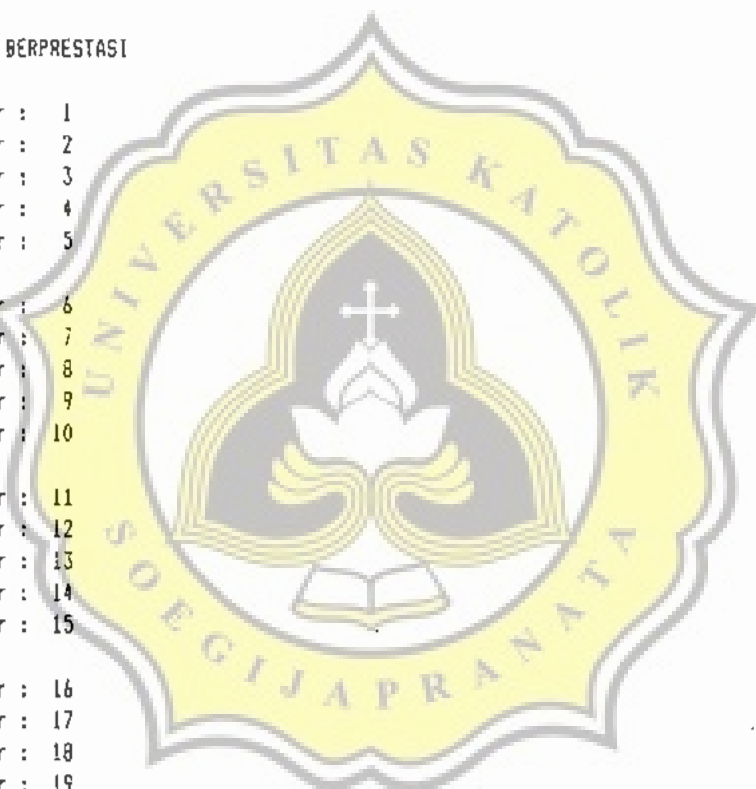 BERPRESTASI
r : 1
r : 2
r : 3
r : 4
r : 5
r : 6
r : 7
r : 8
r : 9
r : 10
r : 11
r : 12
r : 13
r : 14
r : 15
r : 16
r : 17
r : 18
r : 19
UNIVERSITAS KATOLIK
SOEGIJAPRANATA